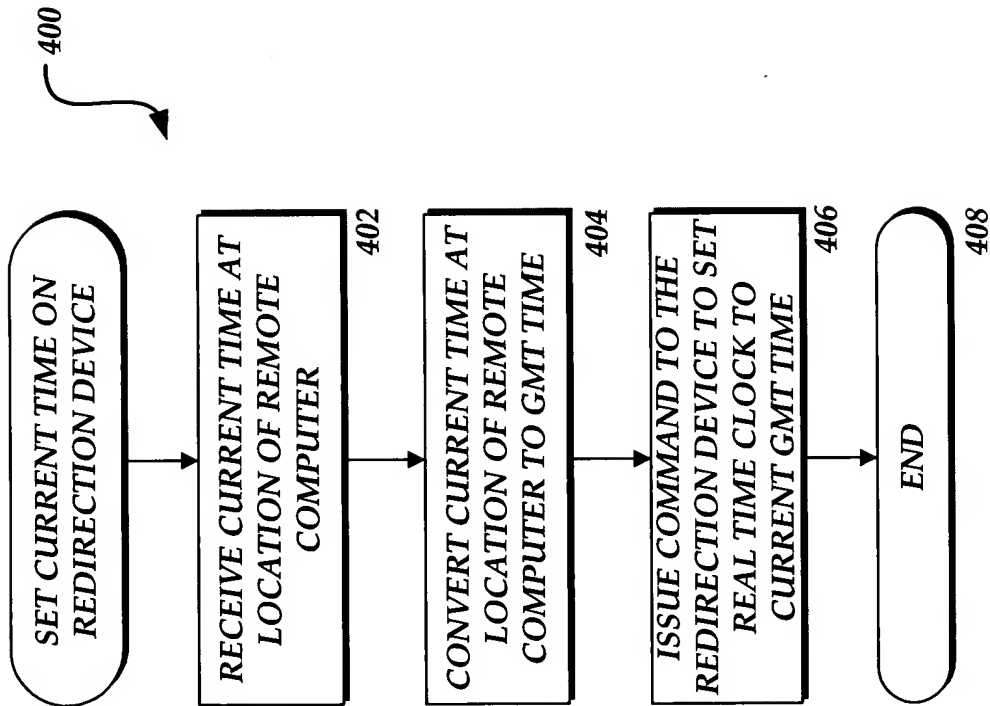 400
SET CURRENT TIME ON
REDIRECTION DEVICE
RECEIVE CURRENT TIME AT
LOCATION OF REMOTE
COMPUTER
402
CONVERT CURRENT TIME AT
LOCATION OF REMOTE
COMPUTER TO GMT TIME
404
ISSUE COMMAND TO THE
REDIRECTION DEVICE TO SET
REAL TIME CLOCK TO
CURRENT GMT TIME
406
END
408